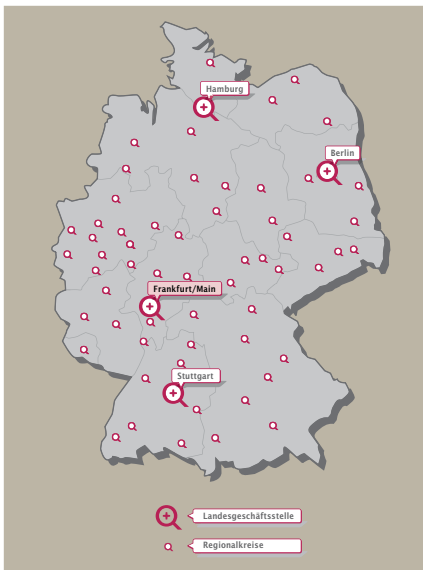 Hamburg
Berlin
Frankfurt/Main
Stuttgart
Landesgeschäftsstelle
Regionalkreise